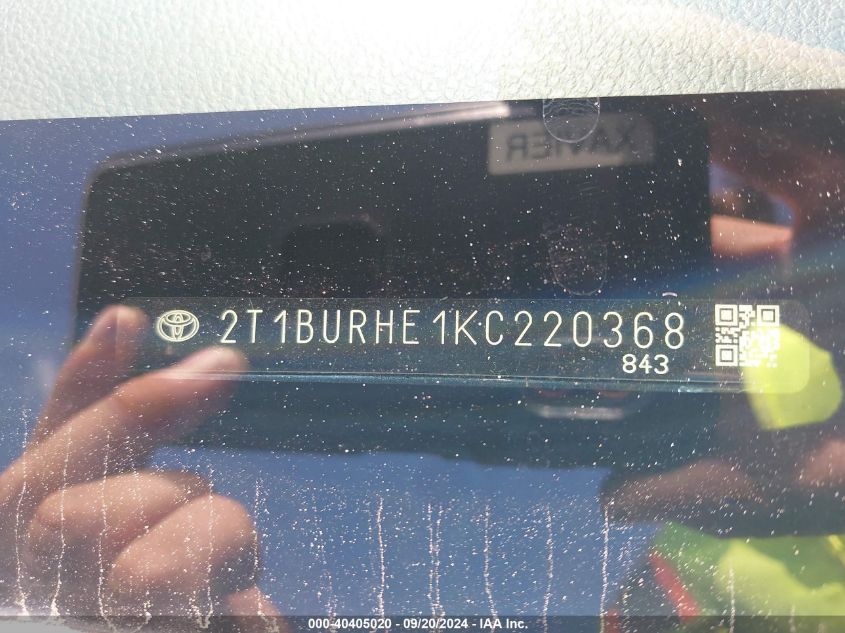 XAVIER
2T1BURHE1KC220368
843
000-40405020 - 09/20/2024 - IAA Inc.